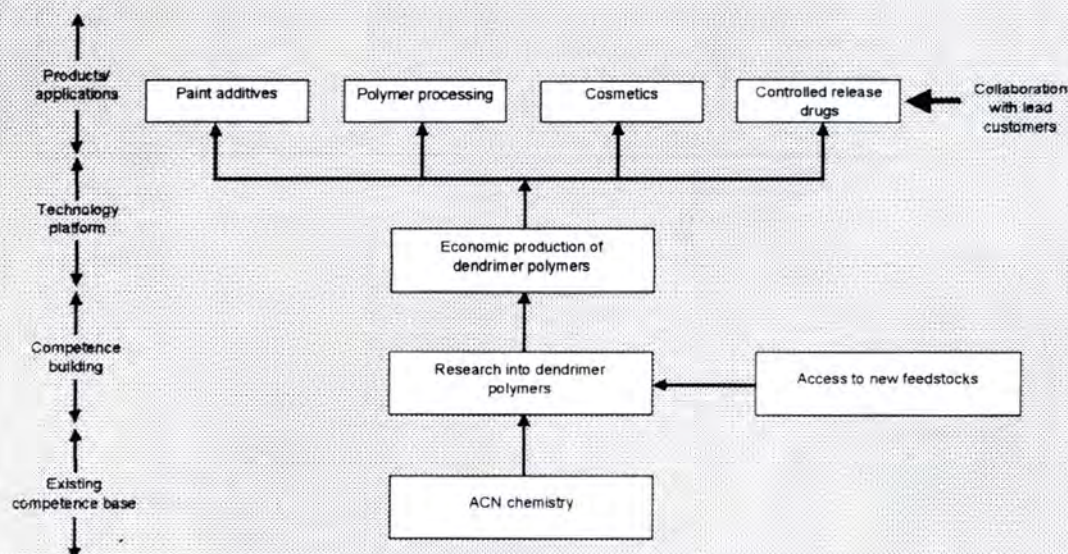 Products/
applications
Paint additives
Polymer processing
Cosmetics
Controlled release
drugs
Collaboration
with lead
customers
Technology
platform
Economic production of
dendrimer polymers
Competence
building
Research into dendrimer
polymers
Access to new feedstocks
Existing
competence base
ACN chemistry